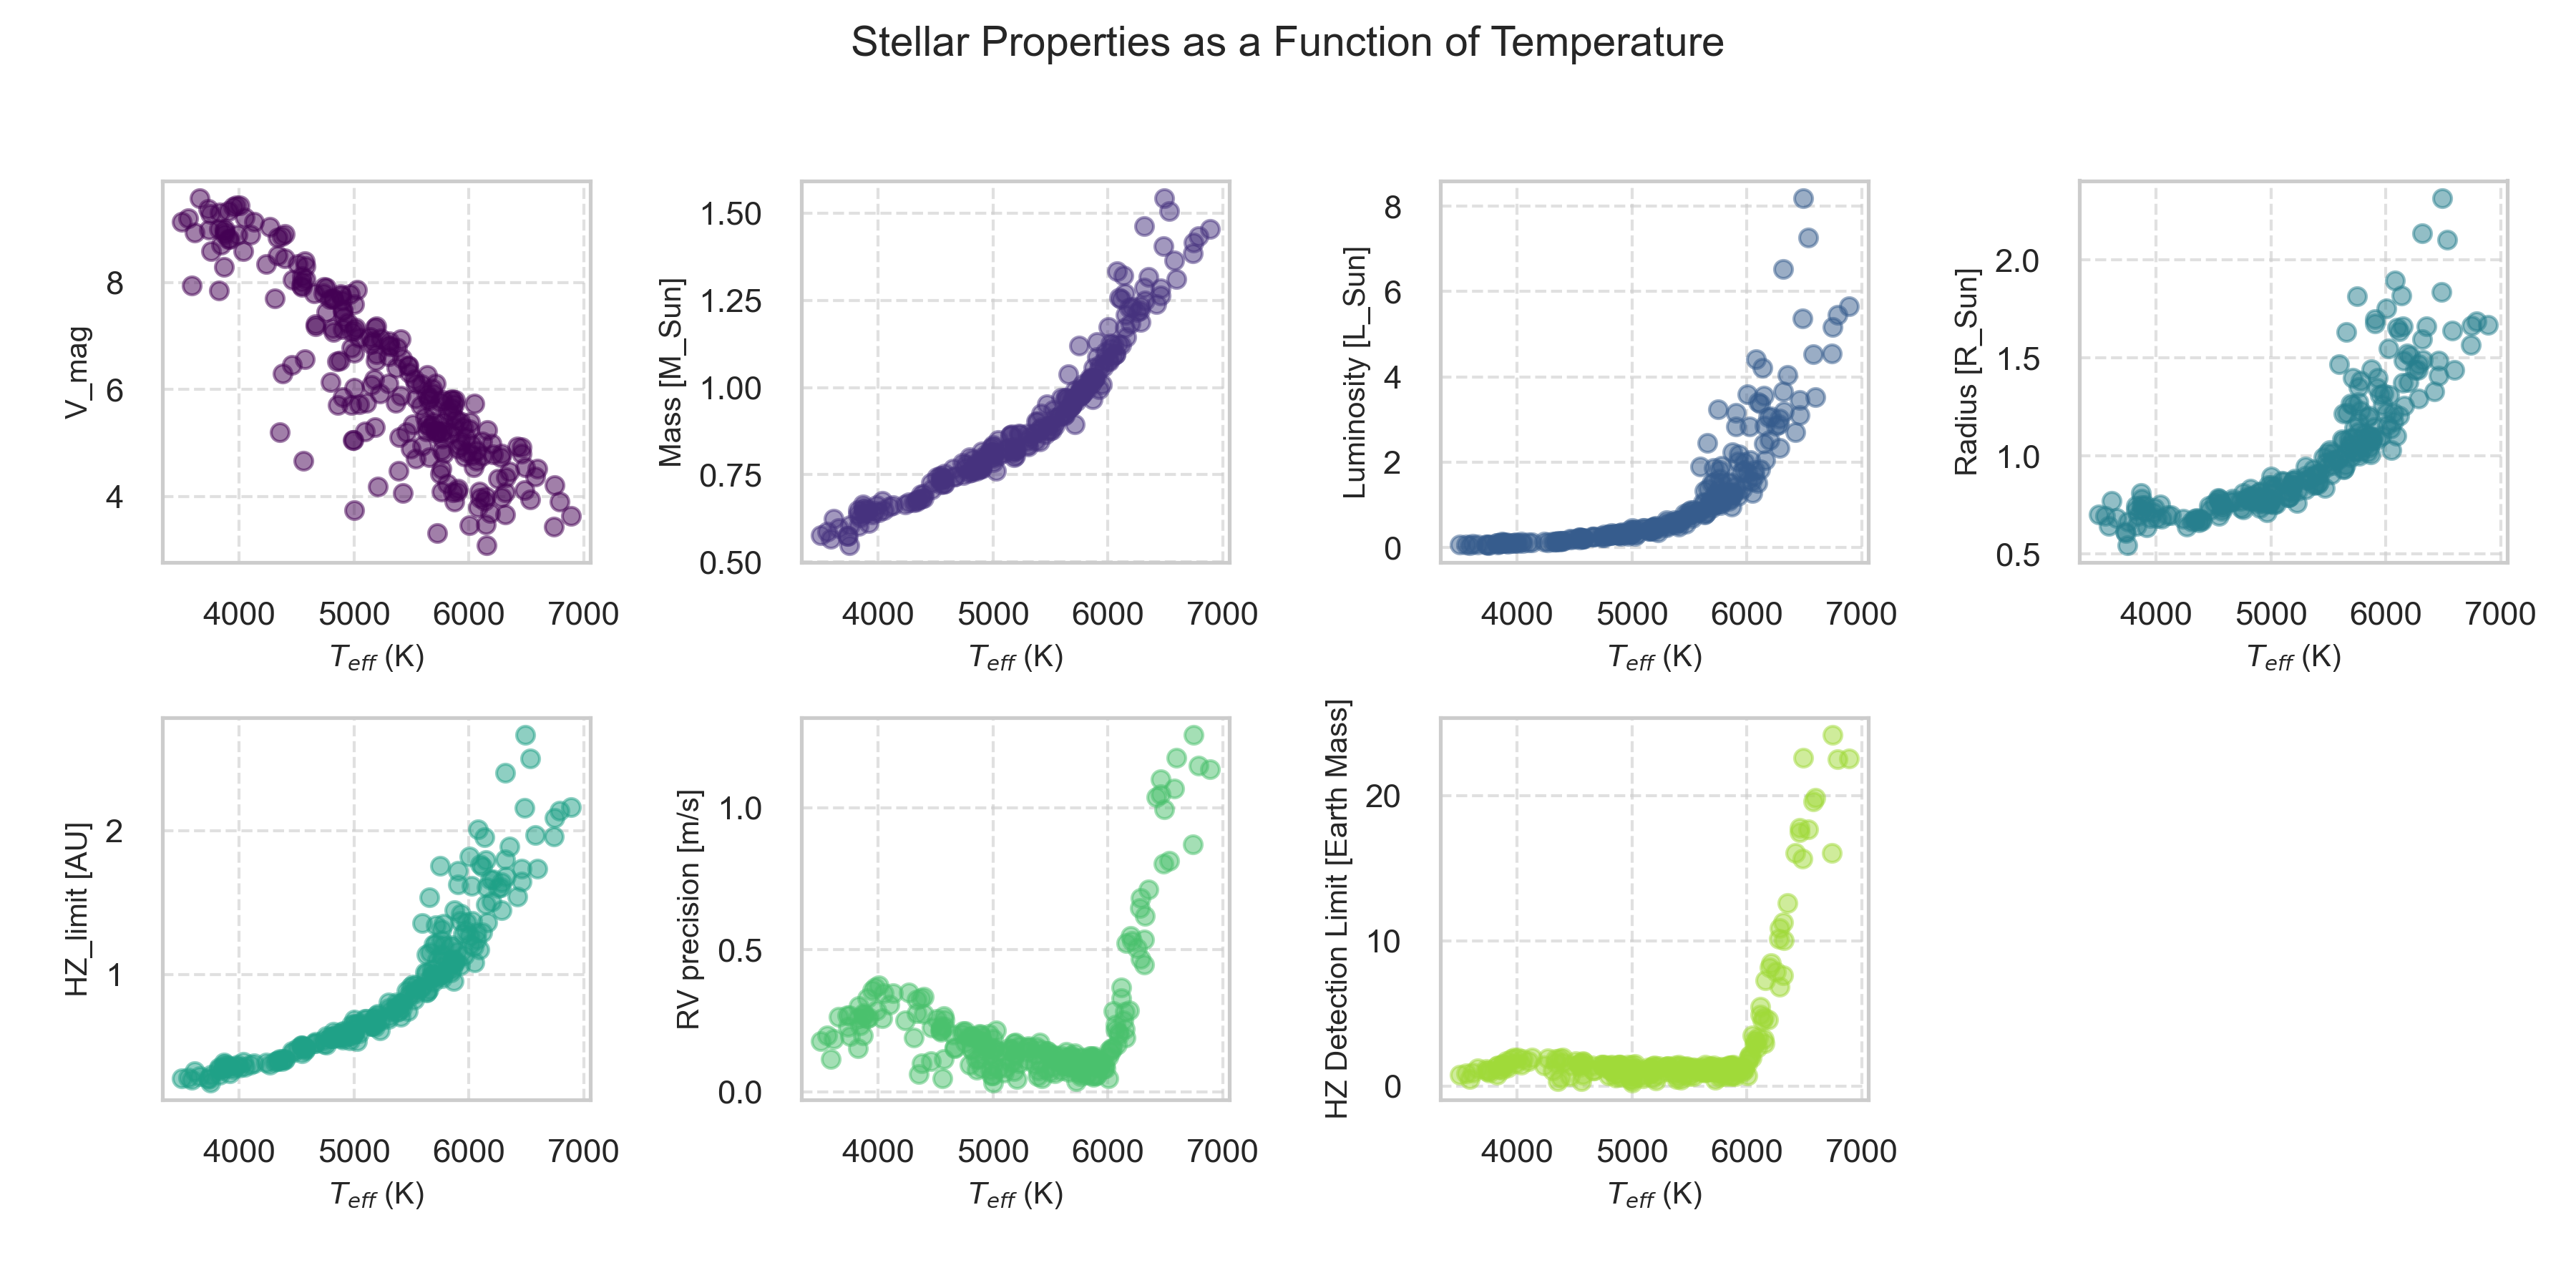 Stellar Properties as a Function of Temperature
V_mag
8
6
4
4000 5000 6000 7000
T_eff (K)
Mass [M_Sun]
1.50
1.25
1.00
0.75
0.50
4000 5000 6000 7000
T_eff (K)
Luminosity [L_Sun]
8
6
4
2
0
4000 5000 6000 7000
T_eff (K)
Radius [R_Sun]
2.0
1.5
1.0
0.5
4000 5000 6000 7000
T_eff (K)
HZ_limit [AU]
2
1
4000 5000 6000 7000
T_eff (K)
RV precision [m/s]
1.0
0.5
0.0
4000 5000 6000 7000
T_eff (K)
HZ Detection Limit [Earth Mass]
20
10
0
4000 5000 6000 7000
T_eff (K)